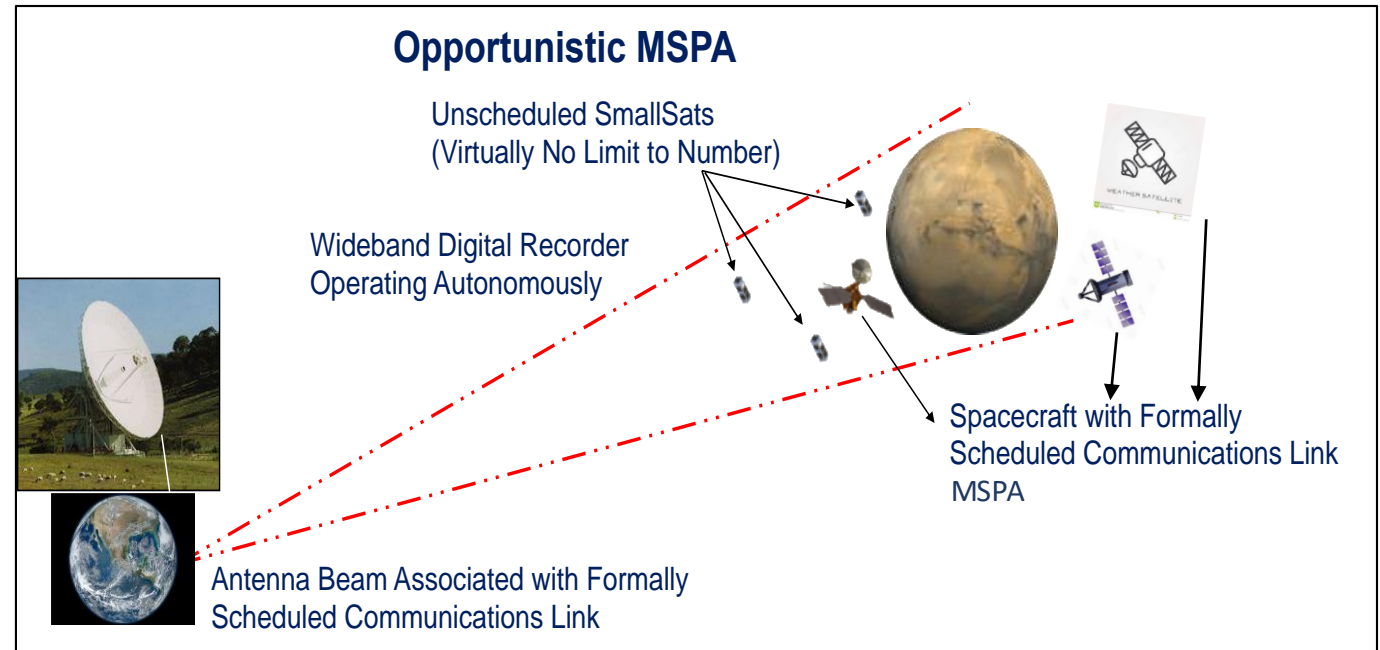 Opportunistic MSPA
Unscheduled SmallSats
(Virtually No Limit to Number)
WEATHER SATELLITE
Wideband Digital Recorder
Operating Autonomously
Spacecraft with Formally
Scheduled Communications Link
MSPA
Antenna Beam Associated with Formally
Scheduled Communications Link